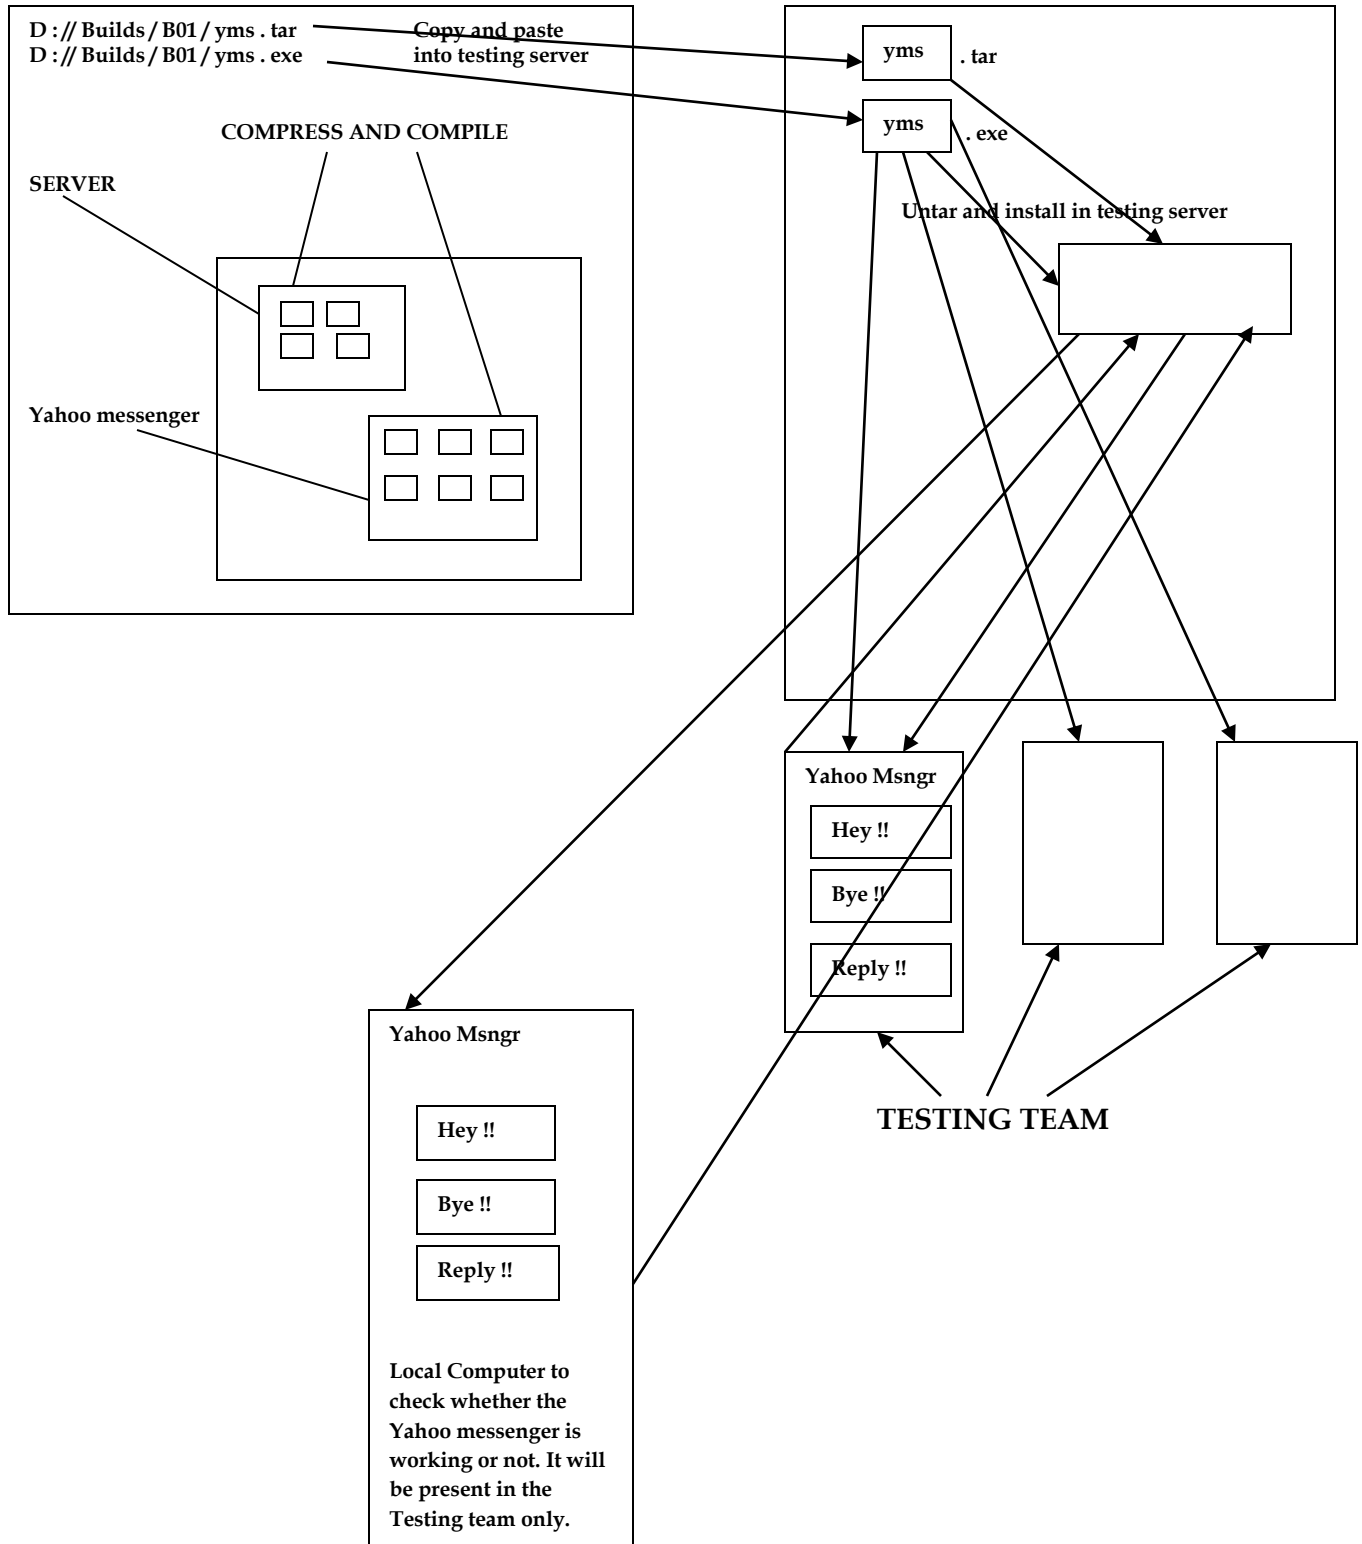 D : // Builds / B01 / yms . tar
D : // Builds / B01 / yms . exe
Copy and paste
into testing server
COMPRESS AND COMPILE
SERVER
Yahoo messenger
yms
. tar
yms
. exe
Untar and install in testing server
Yahoo Msngr
Hey !!
Bye !!
Reply !!
TESTING TEAM
Yahoo Msngr
Hey !!
Bye !!
Reply !!
Local Computer to
check whether the
Yahoo messenger is
working or not. It will
be present in the
Testing team only.